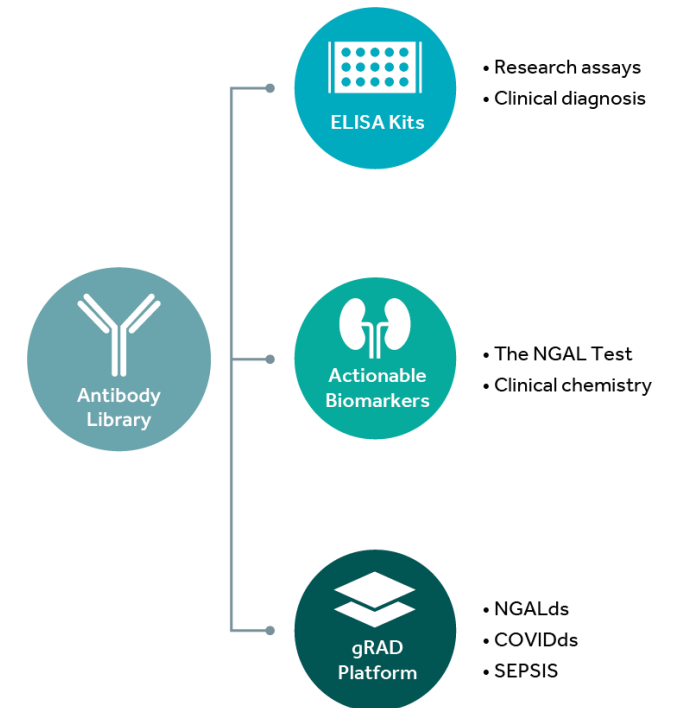 ELISA Kits
• Research assays
• Clinical diagnosis
Antibody
Library
Actionable
Biomarkers
• The NGAL Test
• Clinical chemistry
gRAD
Platform
• NGALds
• COVIDds
• SEPSIS